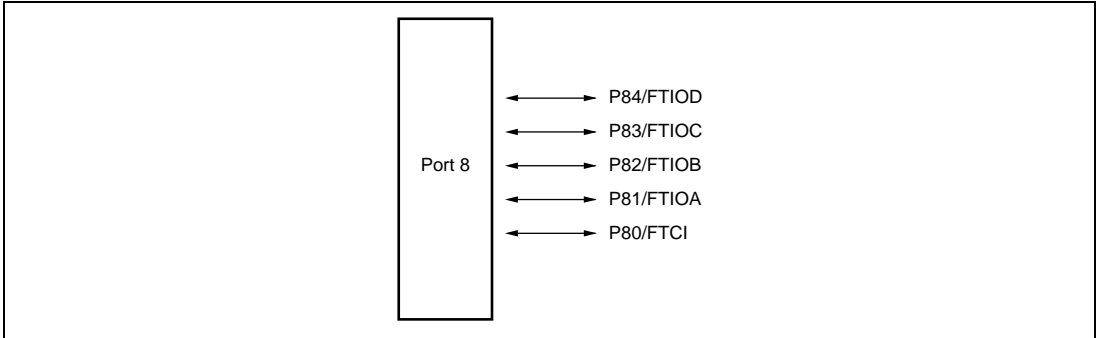 P84/FTIOD
P83/FTIOC
Port 8
P82/FTIOB
P81/FTIOA
P80/FTCI